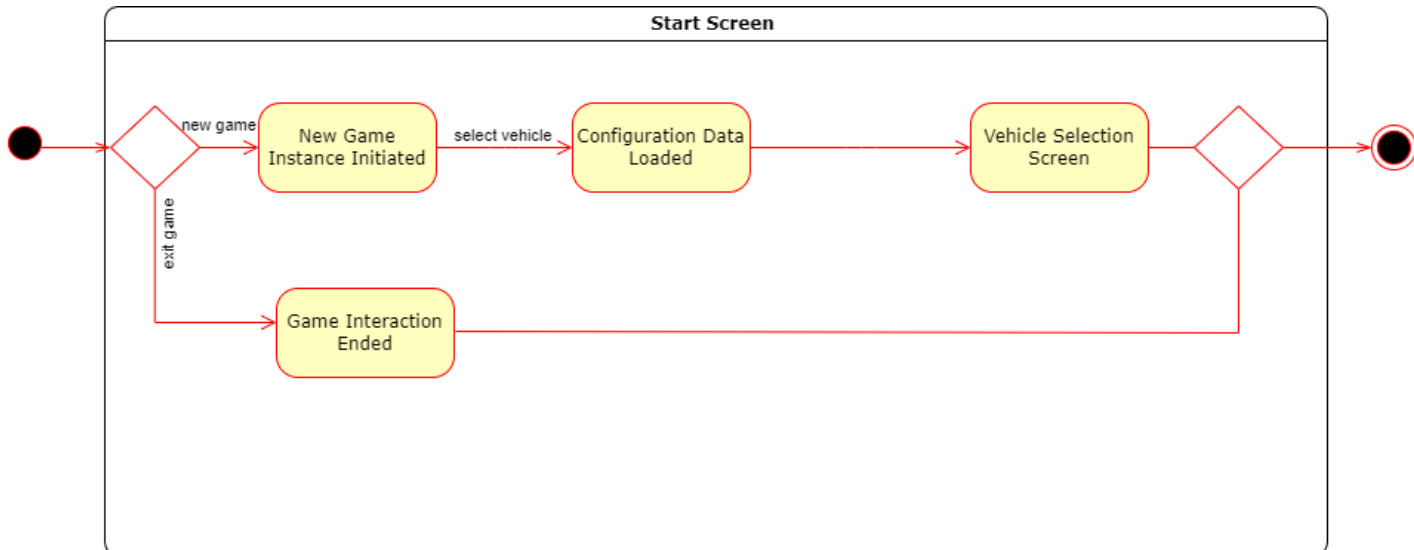 Start Screen
new game
New Game
Instance Initiated
select vehicle
Configuration Data
Loaded
Vehicle Selection
Screen
exit game
Game Interaction
Ended